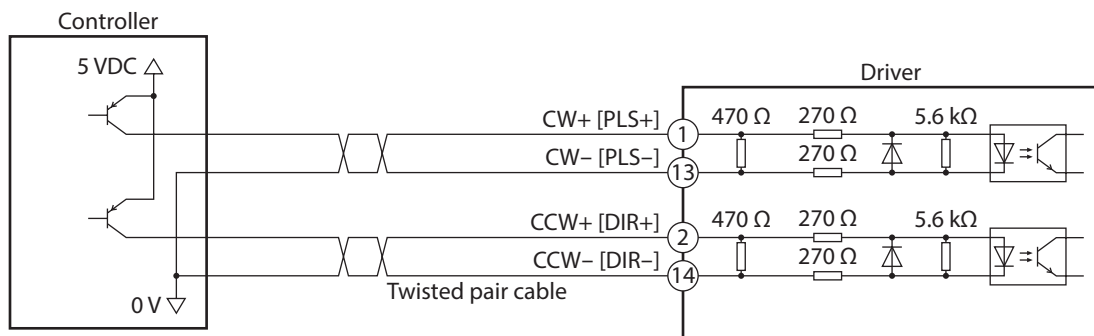 Controller
5 VDC
Driver
CW+ [PLS+]
1
470 Ω
270 Ω
5.6 kΩ
CW– [PLS–]
13
270 Ω
CCW+ [DIR+]
2
470 Ω
270 Ω
5.6 kΩ
CCW– [DIR–]
14
270 Ω
Twisted pair cable
0 V